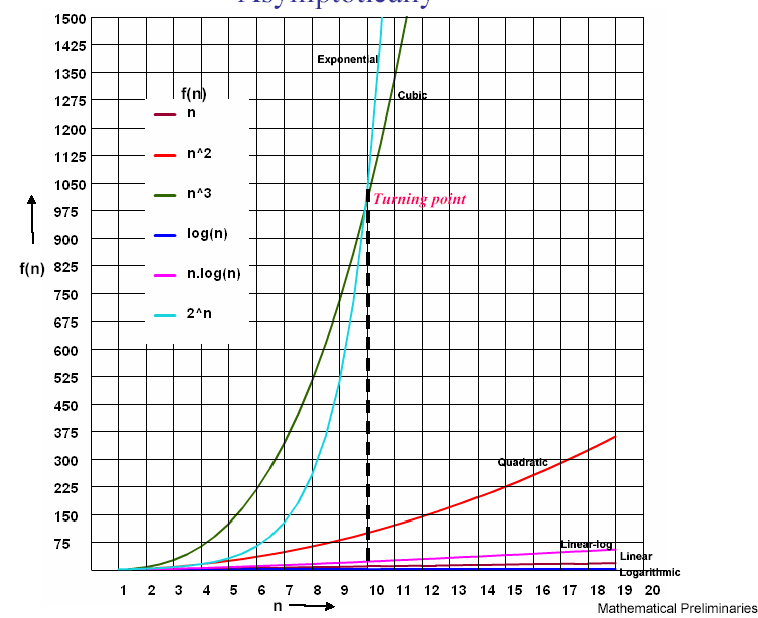 Asymptotically
1500
1425
1350
1275
1200
1125
1050
975
900
825
750
675
600
525
450
375
300
225
150
75
f(n)
f(n)
n
n^2
n^3
log(n)
n.log(n)
2^n
Exponential
Cubic
Turning point
Quadratic
Linear-log
Linear
Logarithmic
1 2 3 4 5 6 7 8 9 10 11 12 13 14 15 16 17 18 19 20
n
Mathematical Preliminaries